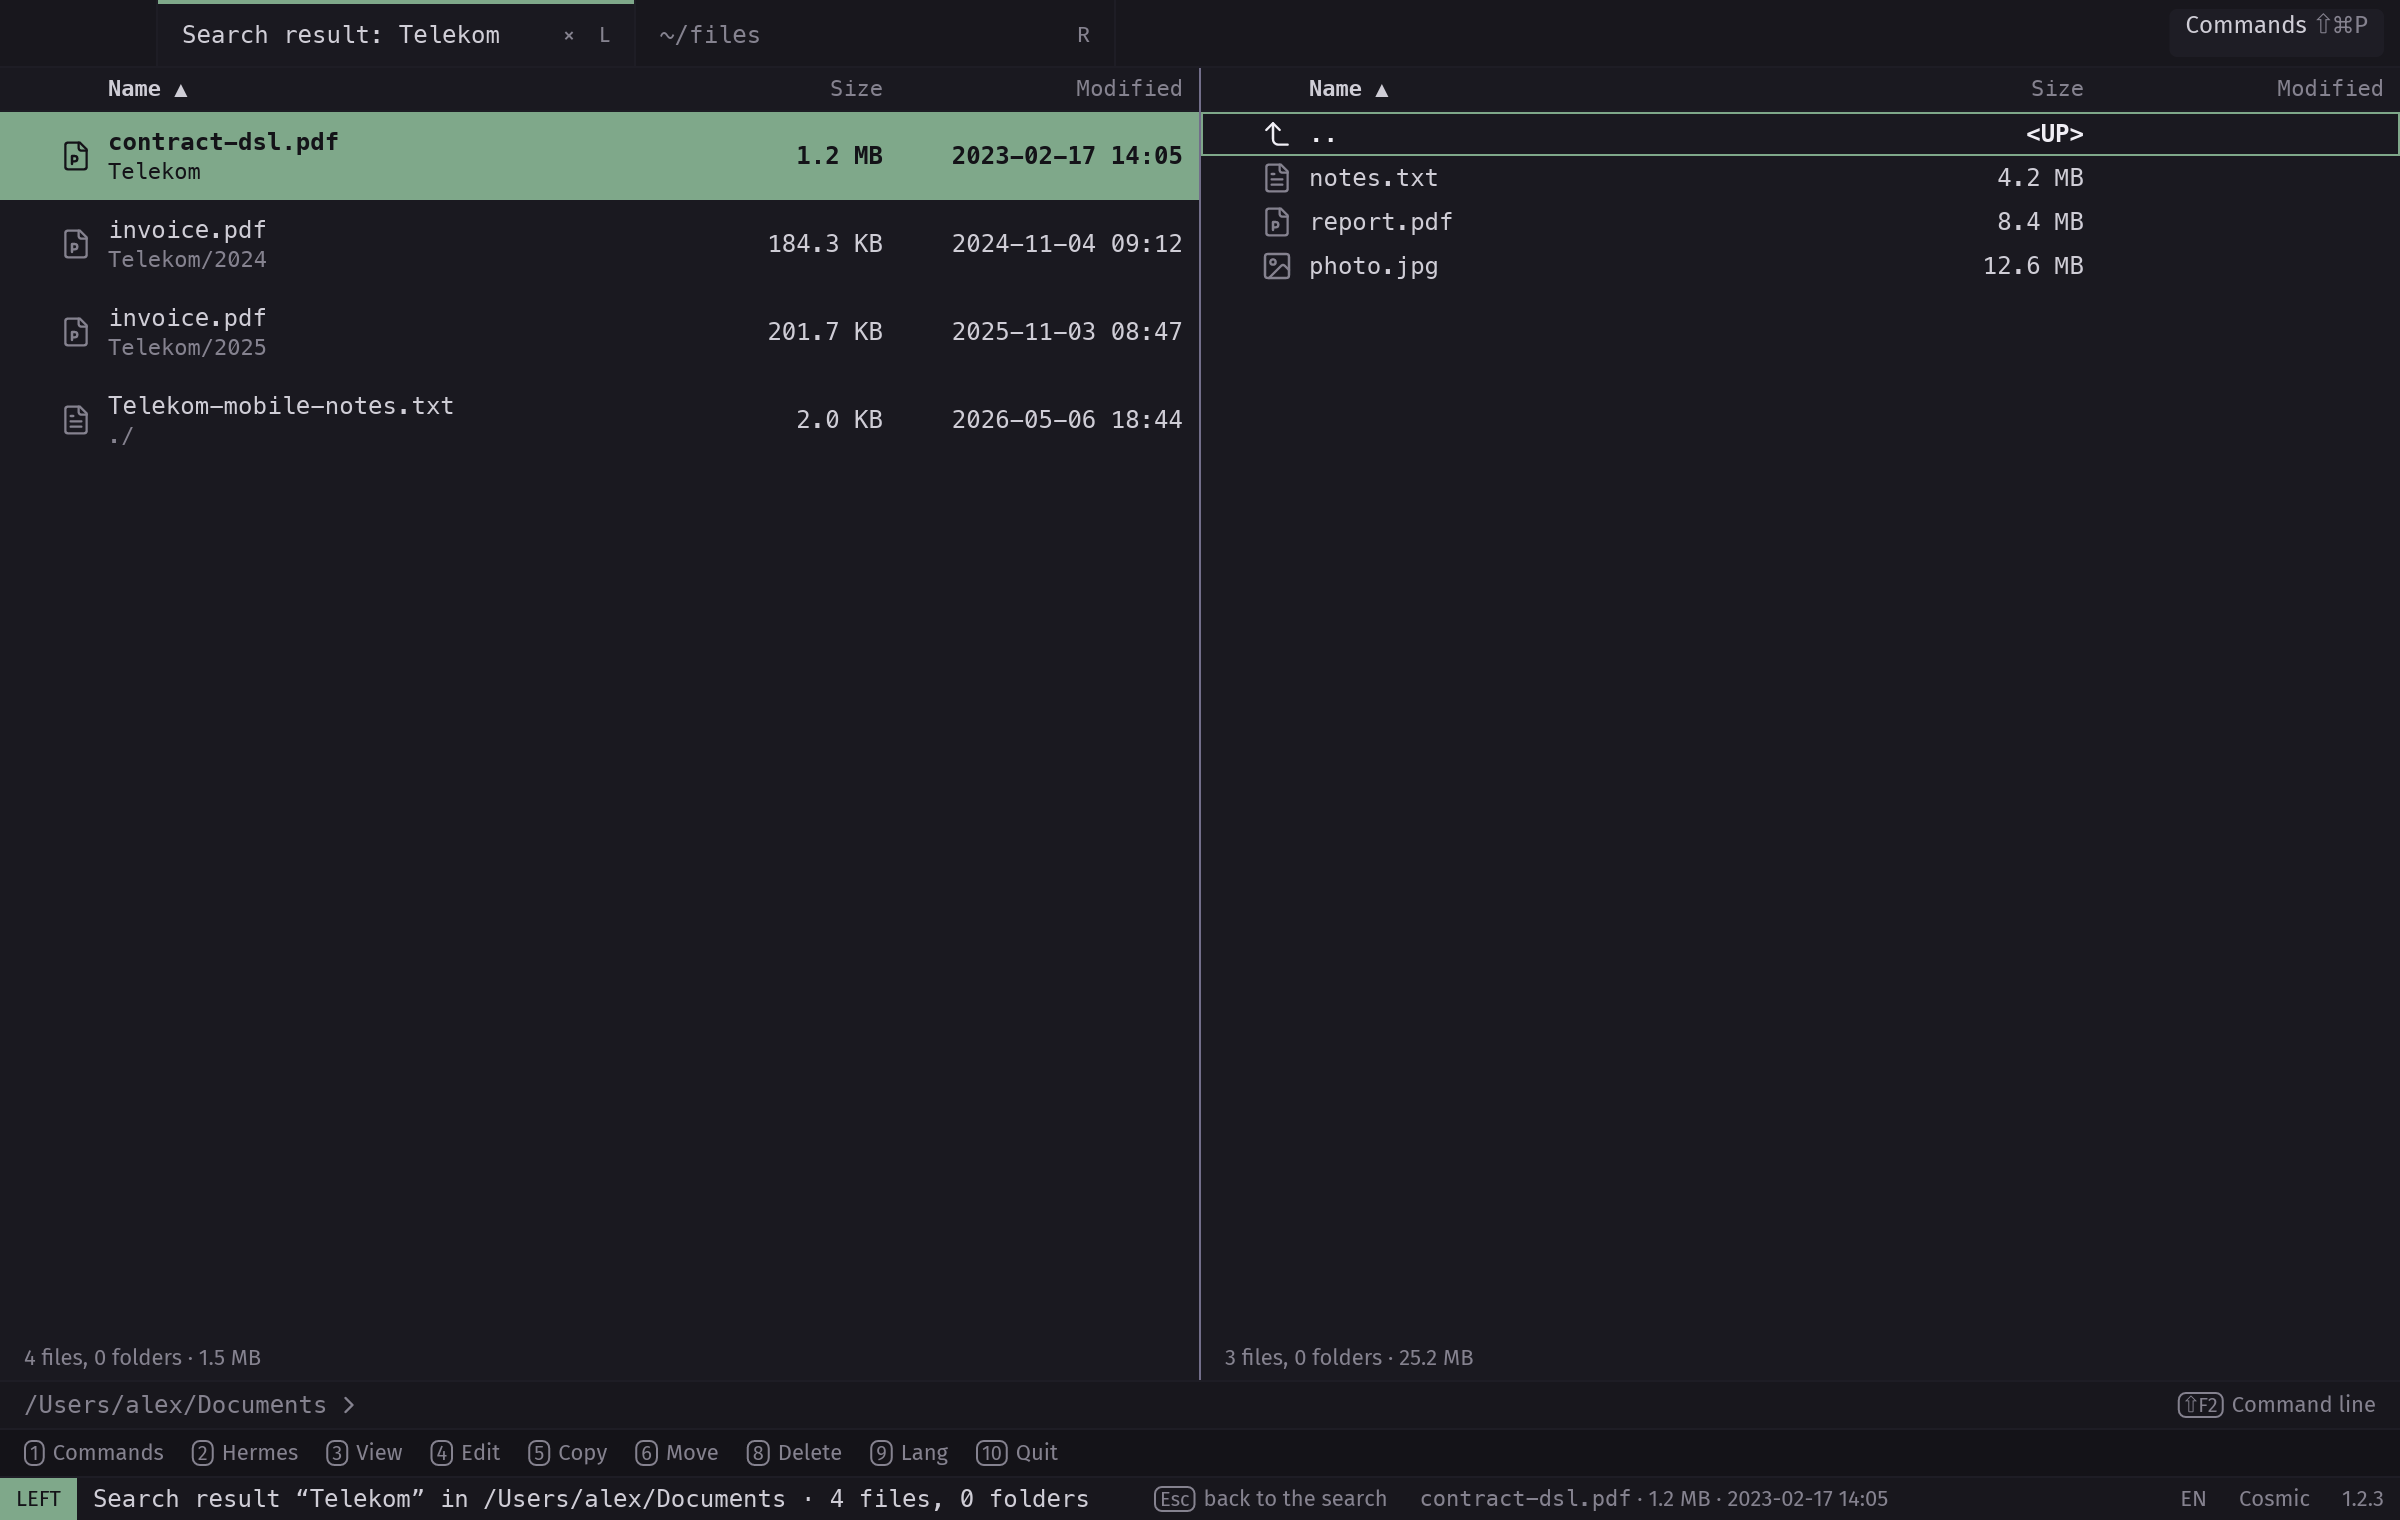 Search result: Telekom × L ~/files R Commands ⇧⌘P
Name ▲ Size Modified
contract-dsl.pdf 1.2 MB 2023-02-17 14:05
Telekom
invoice.pdf 184.3 KB 2024-11-04 09:12
Telekom/2024
invoice.pdf 201.7 KB 2025-11-03 08:47
Telekom/2025
Telekom-mobile-notes.txt 2.0 KB 2026-05-06 18:44
./
4 files, 0 folders · 1.5 MB
Name ▲ Size Modified
.. <UP>
notes.txt 4.2 MB
report.pdf 8.4 MB
photo.jpg 12.6 MB
3 files, 0 folders · 25.2 MB
/Users/alex/Documents > ⇧F2 Command line
1 Commands 2 Hermes 3 View 4 Edit 5 Copy 6 Move 8 Delete 9 Lang 10 Quit
LEFT Search result “Telekom” in /Users/alex/Documents · 4 files, 0 folders Esc back to the search contract-dsl.pdf · 1.2 MB · 2023-02-17 14:05 EN Cosmic 1.2.3